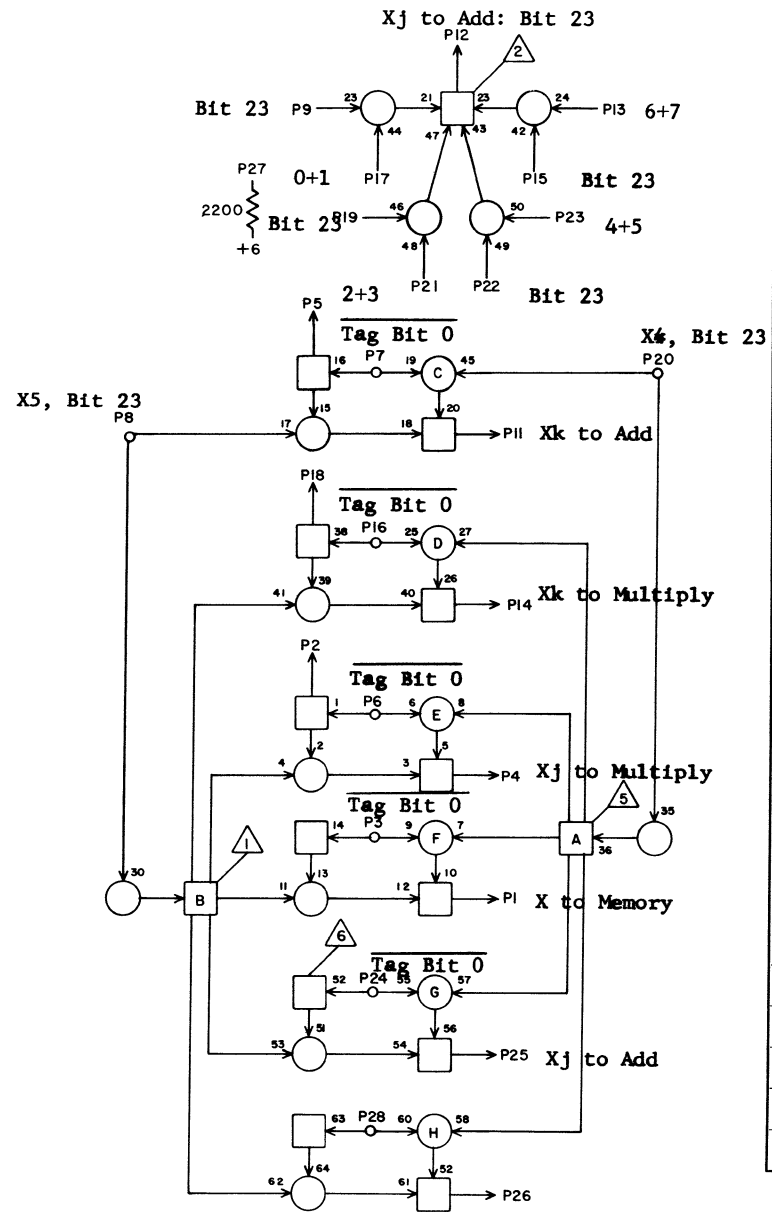 Xj to Add: Bit 23
P12
2
Bit 23 P9 23 21 23 24 P13 6+7
44 47 43 42
P27 0+1 P17 P15 Bit 23
2200 Bit 23 P19 46 50 P23 4+5
+6 48 49
P21 P22
2+3 Bit 23
P5
Tag Bit 0 X4, Bit 23
P7 P20
16 19 C 45
X5, Bit 23
P8
15 20
17 18 P11 Xk to Add
P18
Tag Bit 0
P16
38 25 D 27
39 26
41 40 P14 Xk to Multiply
P2
Tag Bit 0
P6
1 6 E 8
2 5
4 3 P4 Xj to Multiply
Tag Bit 0
P3 5 35
14 9 F 7 A 36
1
30 13 10
B 11 12 P1 X to Memory
6
Tag Bit 0
P24
52 55 G 57
51 56
53 54 P25 Xj to Add
P28
63 60 H 58
64 52
62 61 P26